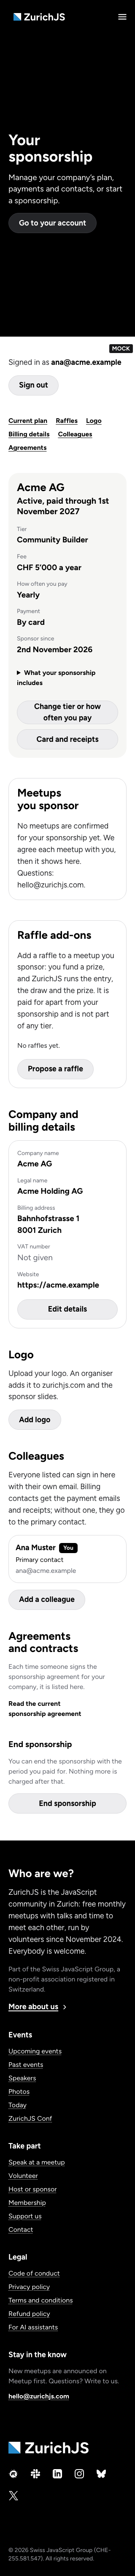 ZurichJS
Your
sponsorship
Manage your company's plan,
payments and contacts, or start
a sponsorship.
Go to your account
MOCK
Signed in as ana@acme.example
Sign out
Current plan Raffles Logo
Billing details Colleagues
Agreements
Acme AG
Active, paid through 1st
November 2027
Tier
Community Builder
Fee
CHF 5'000 a year
How often you pay
Yearly
Payment
By card
Sponsor since
2nd November 2026
▶ What your sponsorship
includes
Change tier or how
often you pay
Card and receipts
Meetups
you sponsor
No meetups are confirmed
for your sponsorship yet. We
agree each meetup with you,
then it shows here.
Questions:
hello@zurichjs.com.
Raffle add-ons
Add a raffle to a meetup you
sponsor: you fund a prize,
and ZurichJS runs the entry,
the draw and the prize. It is
paid for apart from your
sponsorship and is not part
of any tier.
No raffles yet.
Propose a raffle
Company and
billing details
Company name
Acme AG
Legal name
Acme Holding AG
Billing address
Bahnhofstrasse 1
8001 Zurich
VAT number
Not given
Website
https://acme.example
Edit details
Logo
Upload your logo. An organiser
adds it to zurichjs.com and the
sponsor slides.
Add logo
Colleagues
Everyone listed can sign in here
with their own email. Billing
contacts get the payment emails
and receipts; without one, they go
to the primary contact.
Ana Muster You
Primary contact
ana@acme.example
Add a colleague
Agreements
and contracts
Each time someone signs the
sponsorship agreement for your
company, it is listed here.
Read the current
sponsorship agreement
End sponsorship
You can end the sponsorship with the
period you paid for. Nothing more is
charged after that.
End sponsorship
Who are we?
ZurichJS is the JavaScript
community in Zurich: free monthly
meetups with talks and time to
meet each other, run by
volunteers since November 2024.
Everybody is welcome.
Part of the Swiss JavaScript Group, a
non-profit association registered in
Switzerland.
More about us ›
Events
Upcoming events
Past events
Speakers
Photos
Today
ZurichJS Conf
Take part
Speak at a meetup
Volunteer
Host or sponsor
Membership
Support us
Contact
Legal
Code of conduct
Privacy policy
Terms and conditions
Refund policy
For AI assistants
Stay in the know
New meetups are announced on
Meetup first. Questions? Write to us.
hello@zurichjs.com
ZurichJS
© 2026 Swiss JavaScript Group (CHE-
255.581.547). All rights reserved.